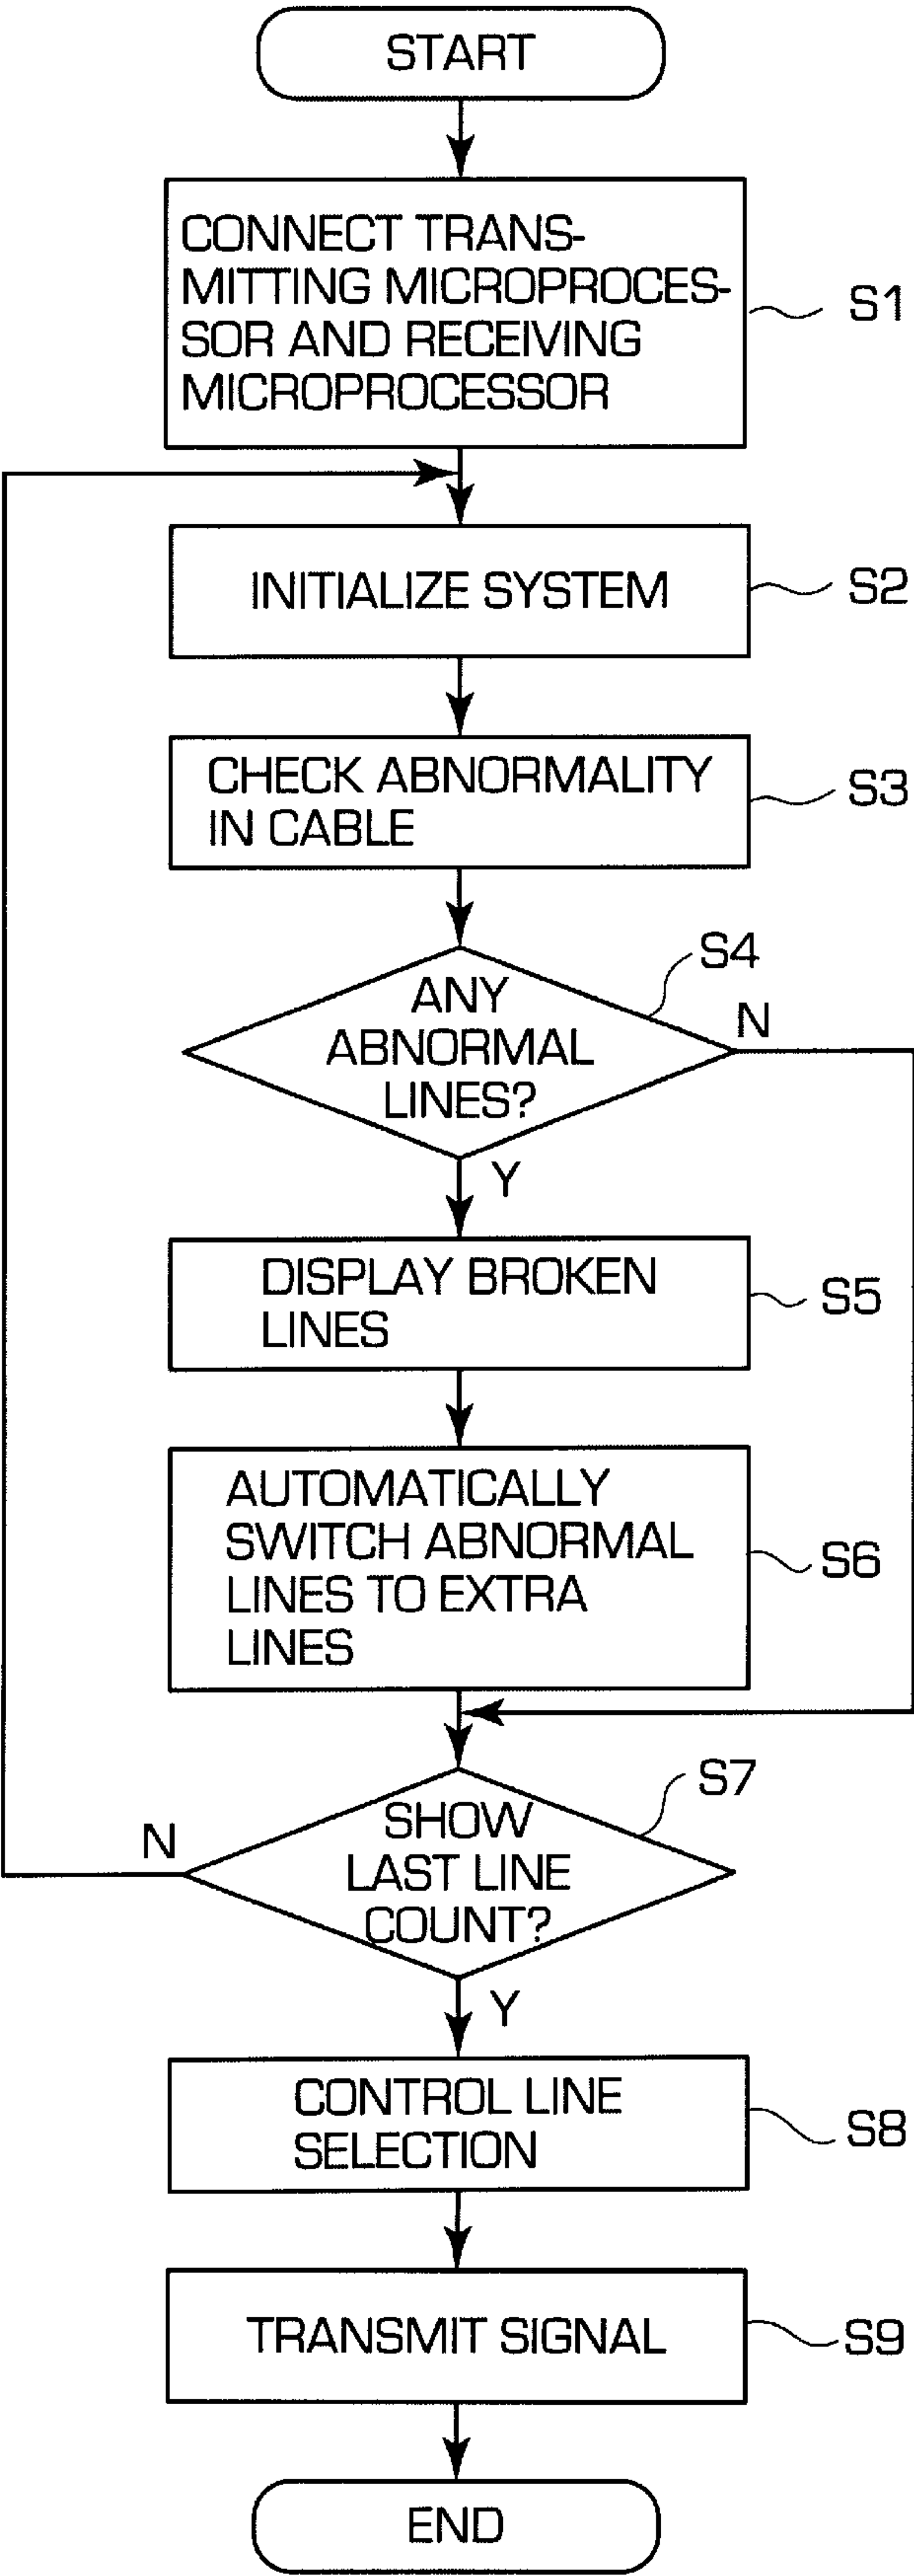 START
CONNECT TRANS-
MITTING MICROPROCES-
SOR AND RECEIVING
MICROPROCESSOR
S1
INITIALIZE SYSTEM
S2
CHECK ABNORMALITY
IN CABLE
S3
S4
ANY
ABNORMAL
LINES?
N
Y
DISPLAY BROKEN
LINES
S5
AUTOMATICALLY
SWITCH ABNORMAL
LINES TO EXTRA
LINES
S6
S7
SHOW
LAST LINE
COUNT?
N
Y
CONTROL LINE
SELECTION
S8
TRANSMIT SIGNAL
S9
END